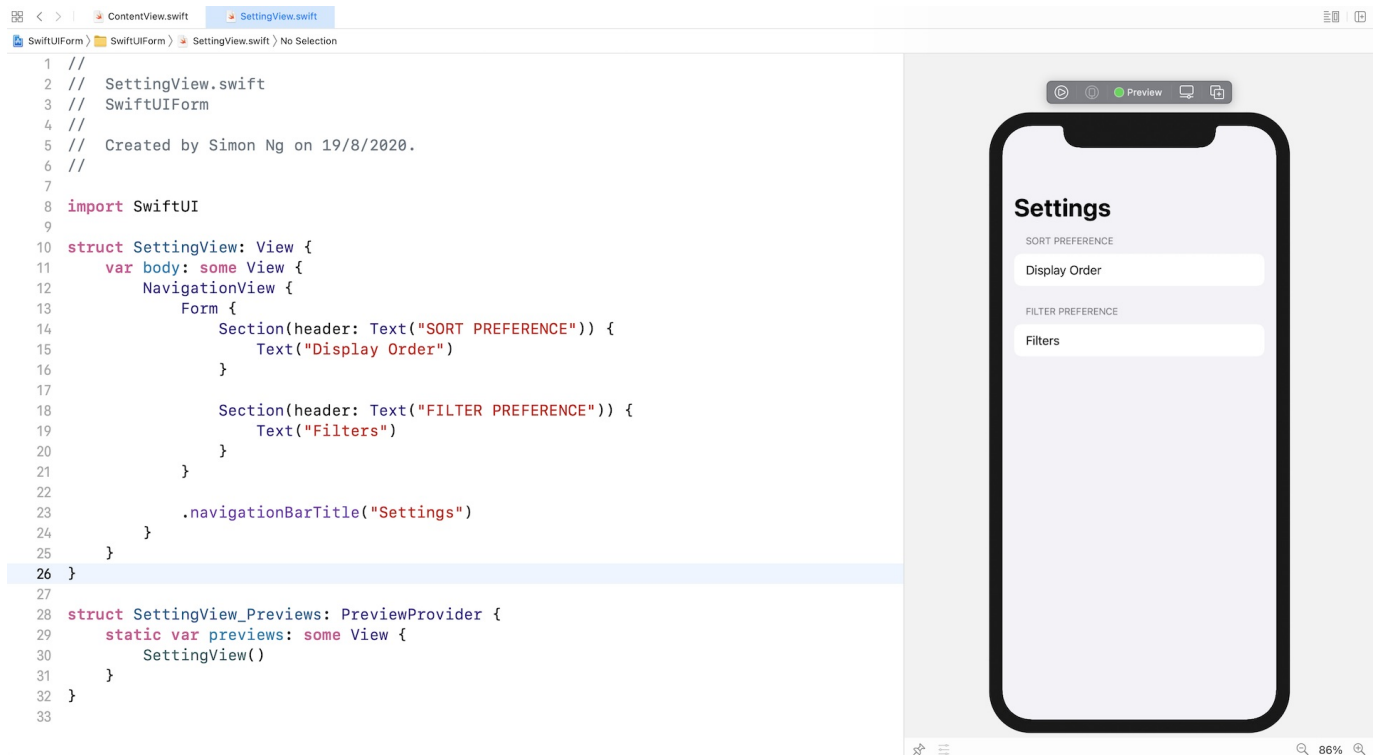 ContentView.swift
SettingView.swift
SwiftUIForm
SwiftUIForm
SettingView.swift
No Selection
1 //
2 //  SettingView.swift
3 //  SwiftUIForm
4 //
5 //  Created by Simon Ng on 19/8/2020.
6 //
7
8 import SwiftUI
9
10 struct SettingView: View {
11     var body: some View {
12         NavigationView {
13             Form {
14                 Section(header: Text("SORT PREFERENCE")) {
15                     Text("Display Order")
16                 }
17
18                 Section(header: Text("FILTER PREFERENCE")) {
19                     Text("Filters")
20                 }
21             }
22
23             .navigationBarTitle("Settings")
24         }
25     }
26 }
27
28 struct SettingView_Previews: PreviewProvider {
29     static var previews: some View {
30         SettingView()
31     }
32 }
33
Preview
Settings
SORT PREFERENCE
Display Order
FILTER PREFERENCE
Filters
86%